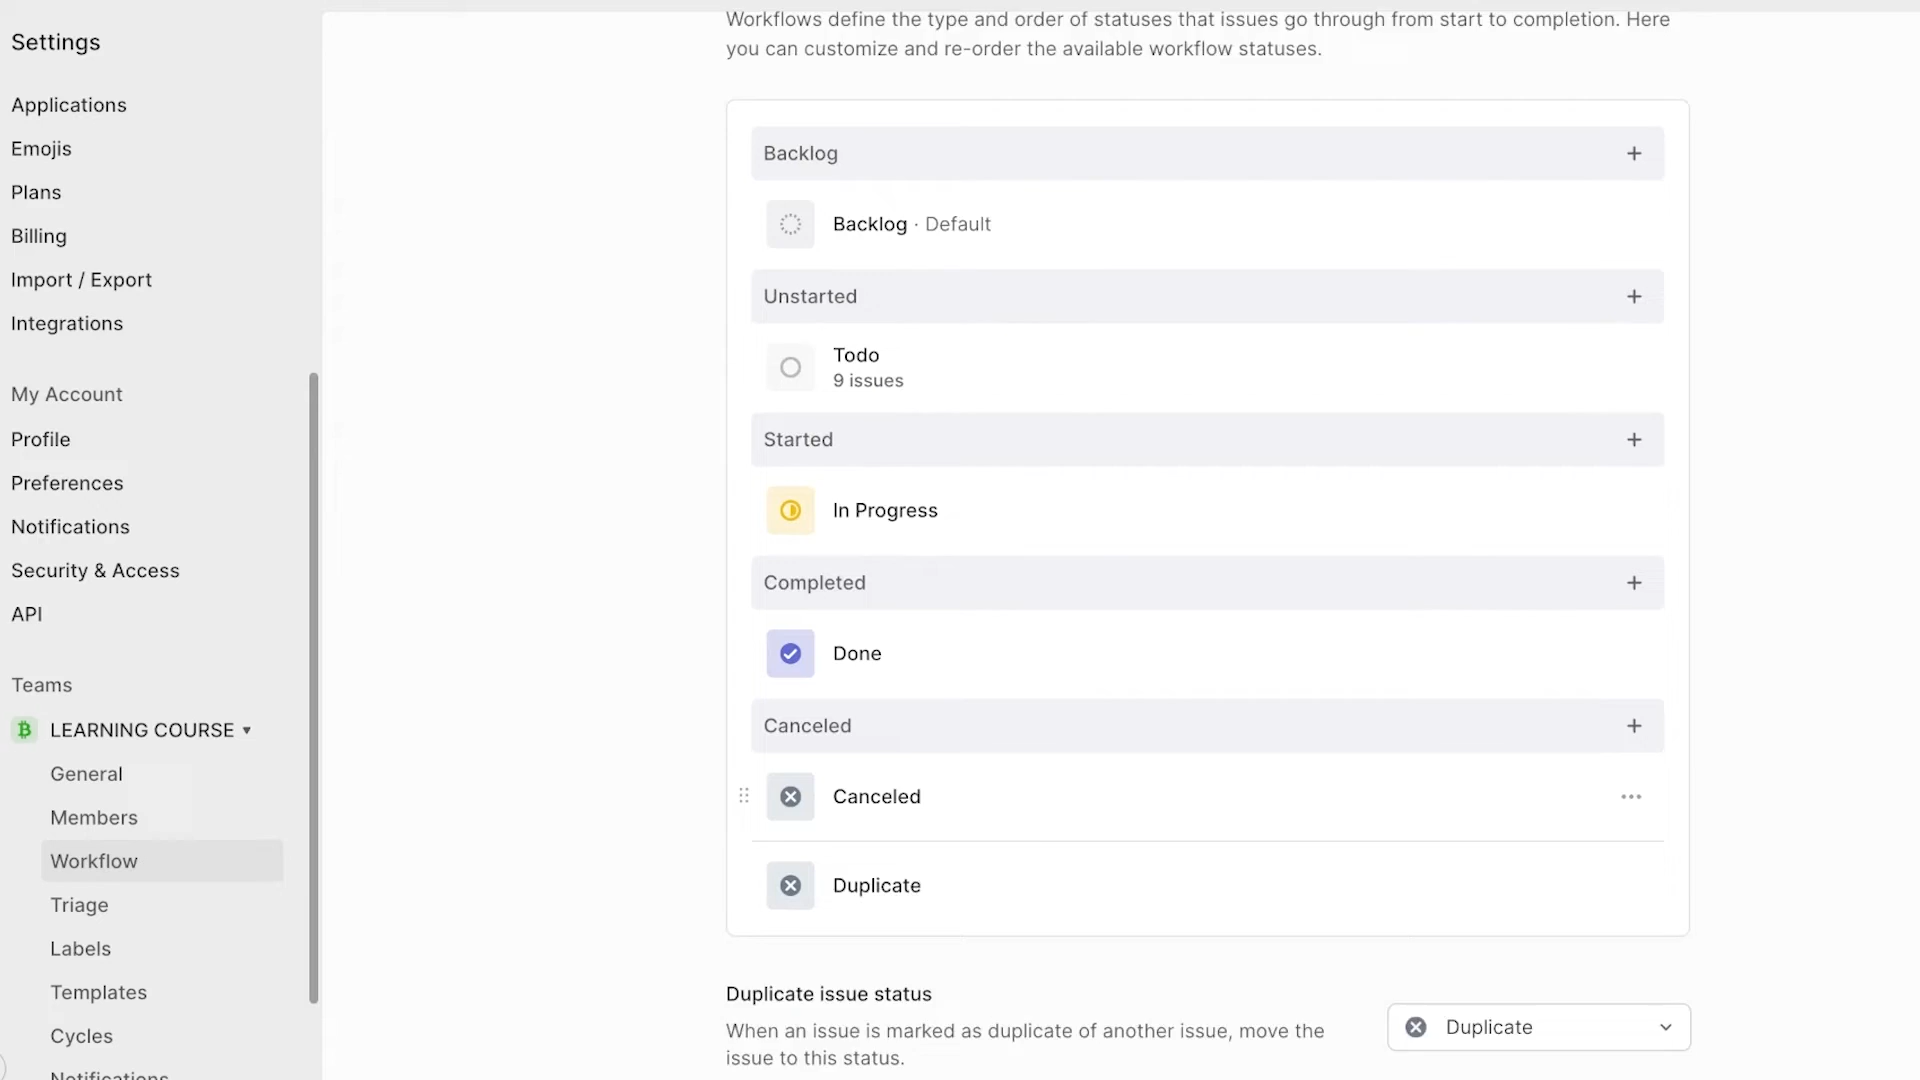 Settings
Applications
Emojis
Plans
Billing
Import / Export
Integrations
My Account
Profile
Preferences
Notifications
Security & Access
API
Teams
LEARNING COURSE
General
Members
Workflow
Triage
Labels
Templates
Cycles
Notifications
Workflows define the type and order of statuses that issues go through from start to completion. Here
you can customize and re-order the available workflow statuses.
Backlog
Backlog · Default
Unstarted
Todo
9 issues
Started
In Progress
Completed
Done
Canceled
Canceled
Duplicate
Duplicate issue status
When an issue is marked as duplicate of another issue, move the
issue to this status.
Duplicate